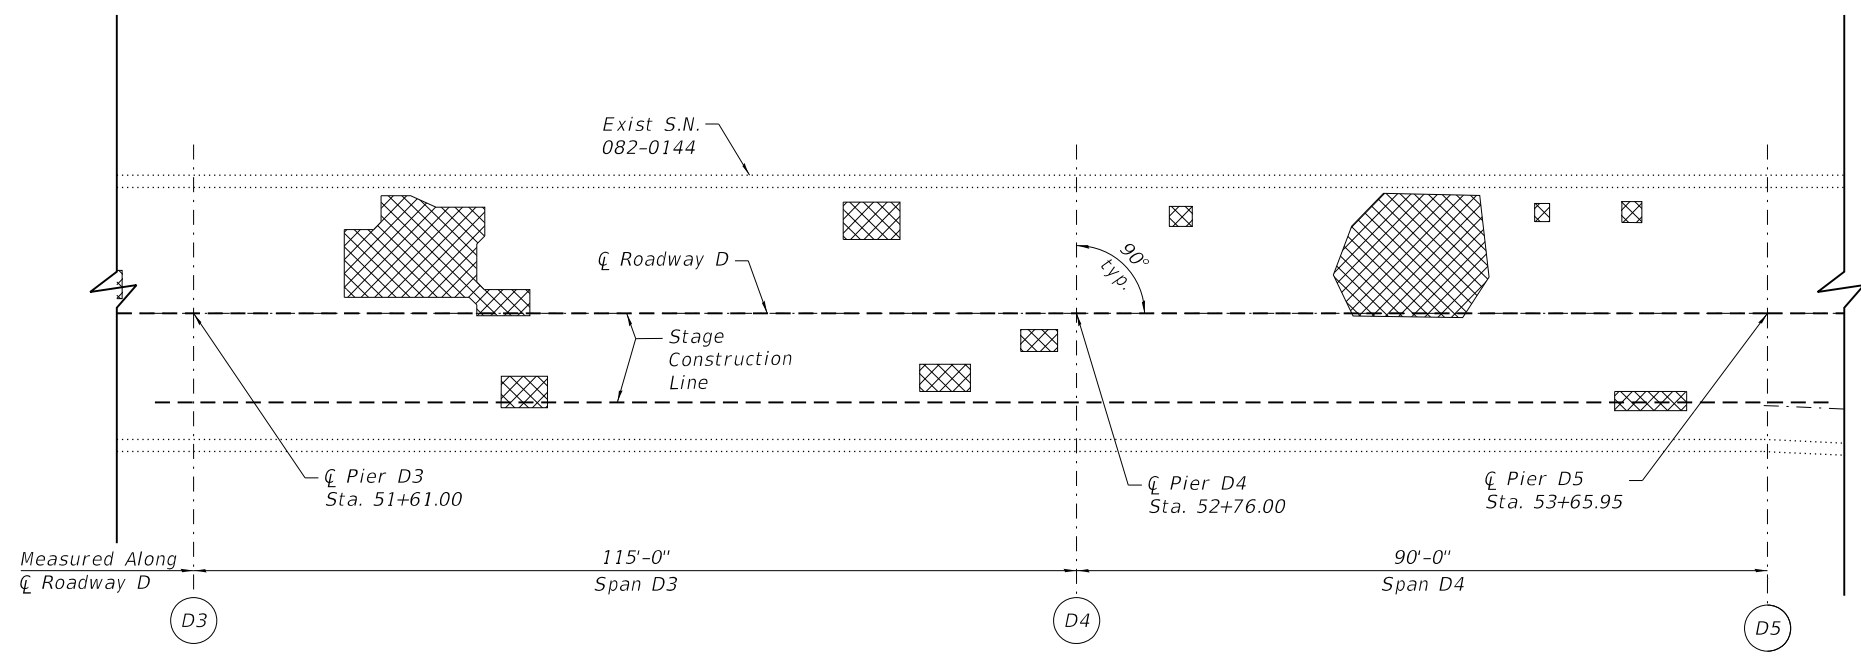 Exist S.N.
082-0144
℄ Roadway D
90°
typ.
Stage
Construction
Line
℄ Pier D3
Sta. 51+61.00
℄ Pier D4
Sta. 52+76.00
℄ Pier D5
Sta. 53+65.95
Measured Along
℄ Roadway D
115'-0"
Span D3
90'-0"
Span D4
D3
D4
D5